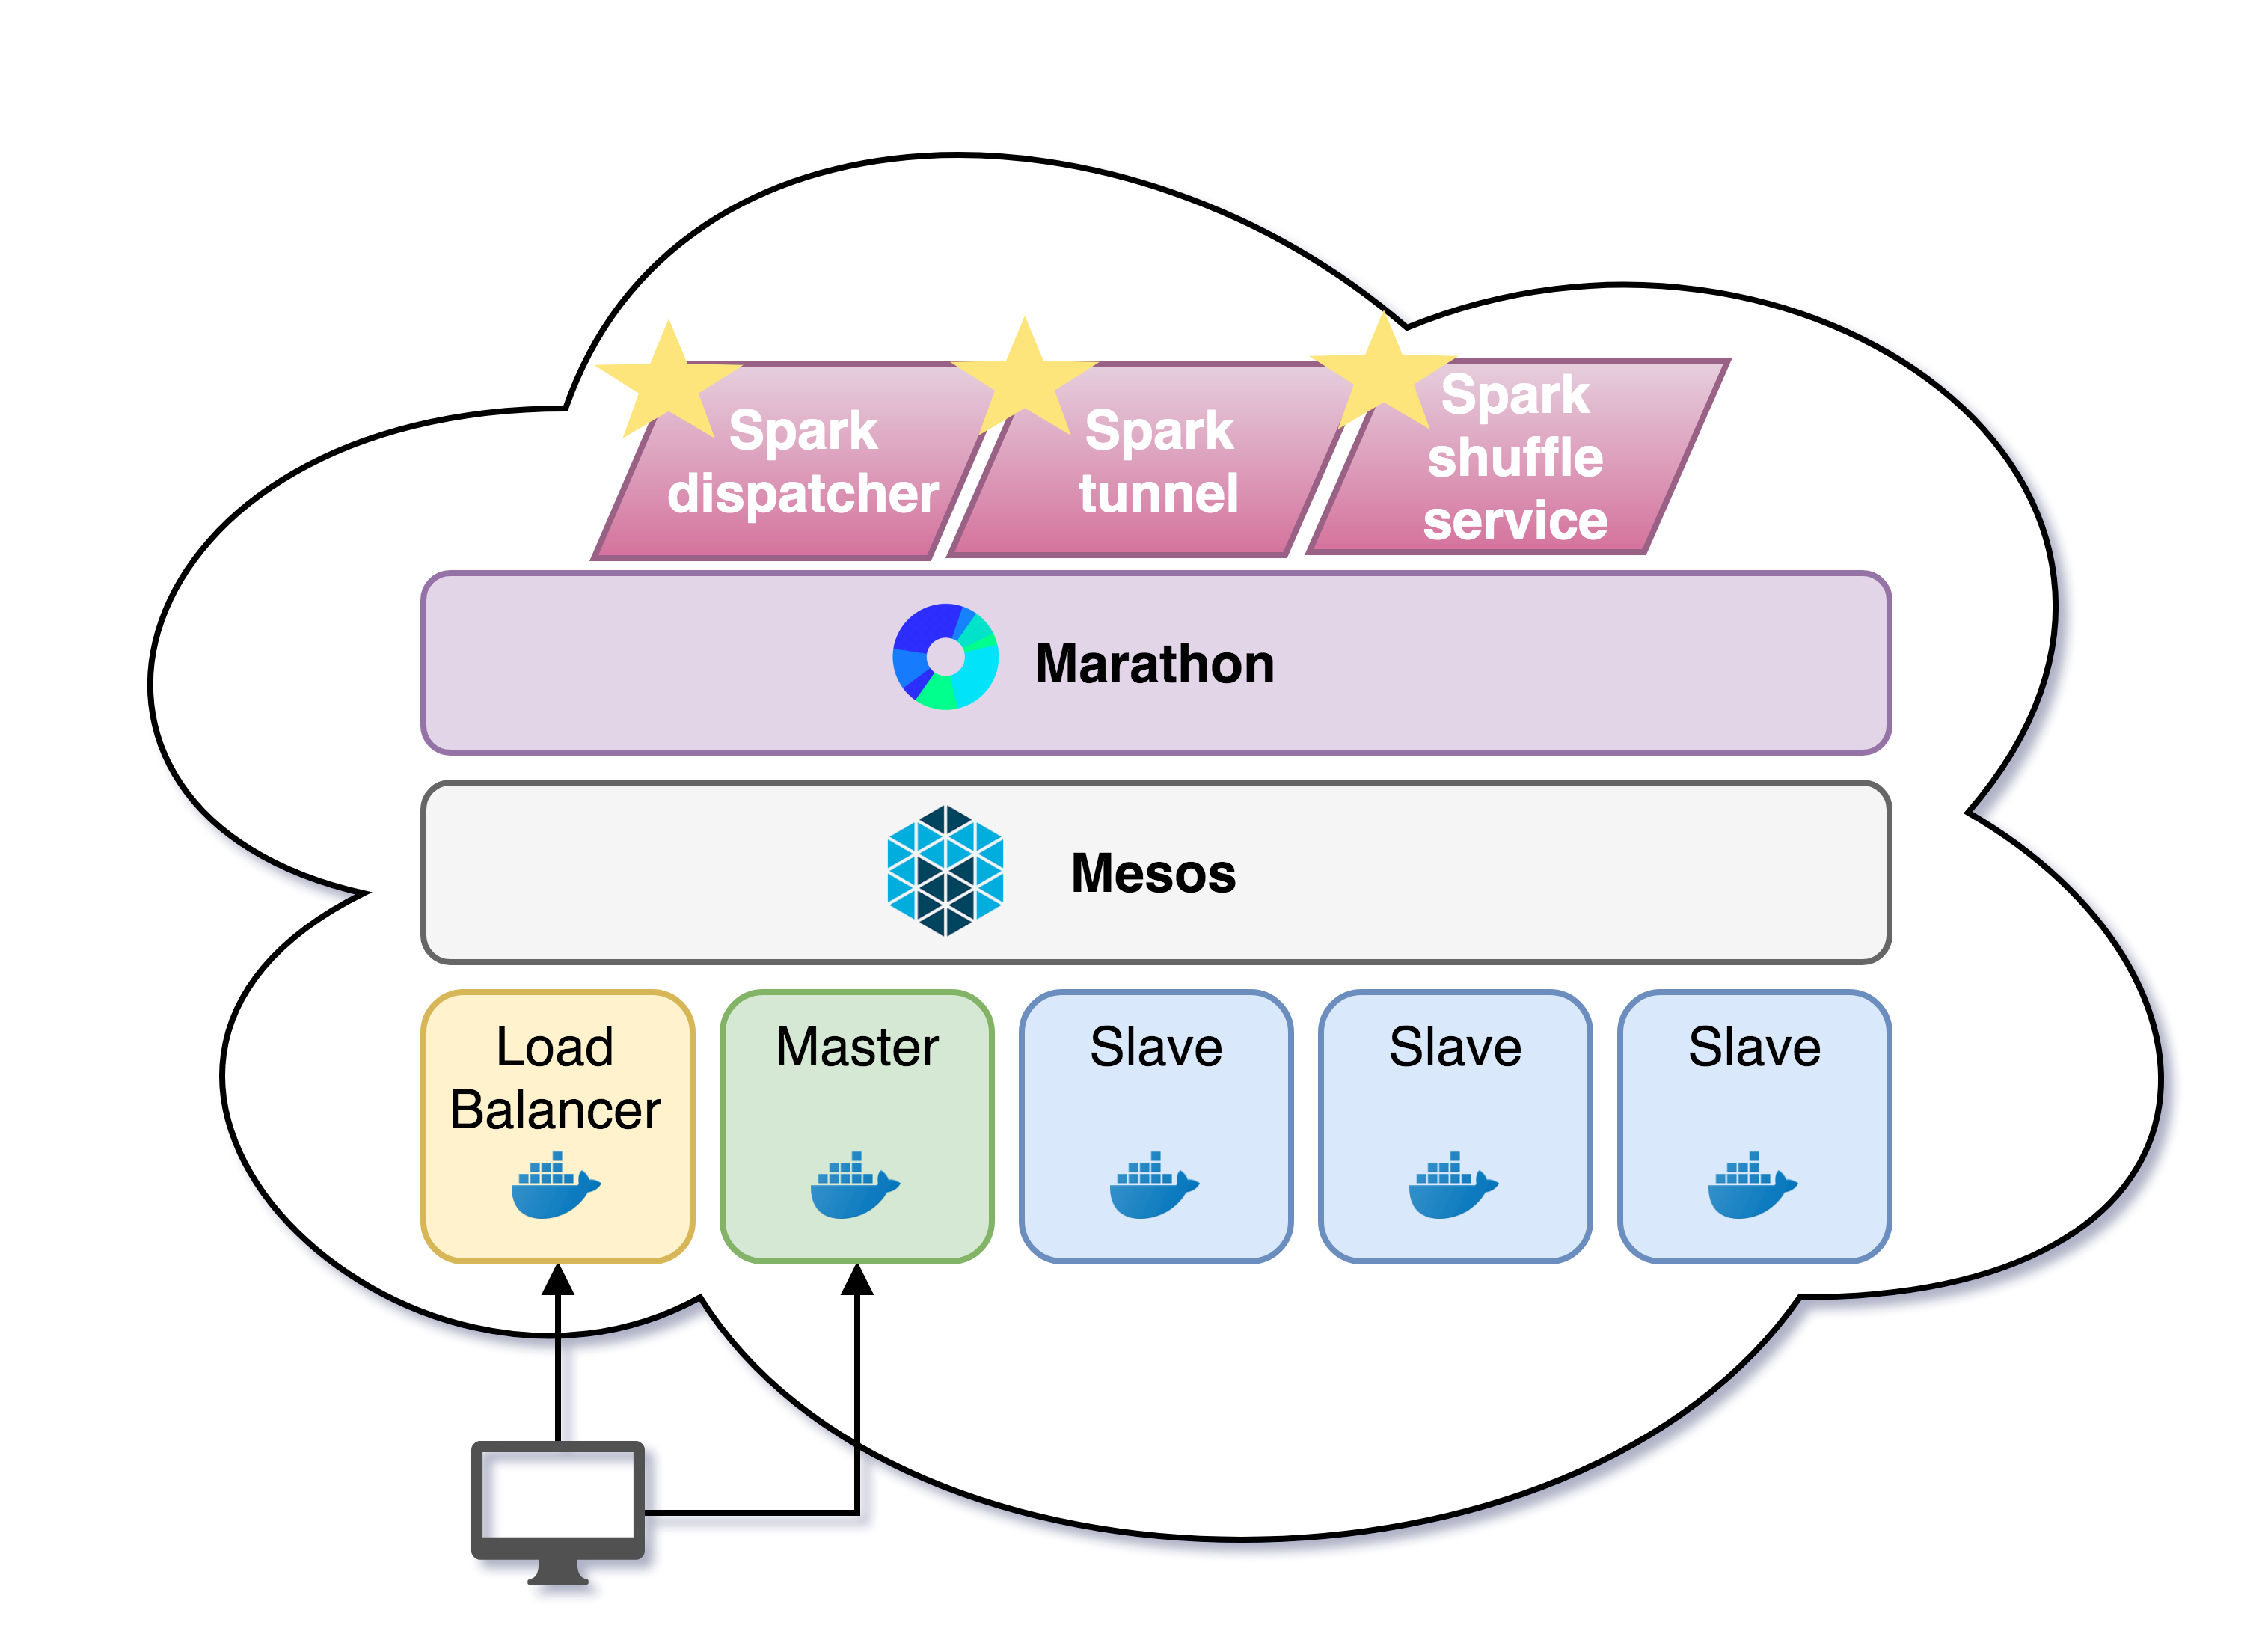 Spark
dispatcher
Spark
tunnel
Spark
shuffle
service
Marathon
Mesos
Load
Balancer
Master
Slave
Slave
Slave